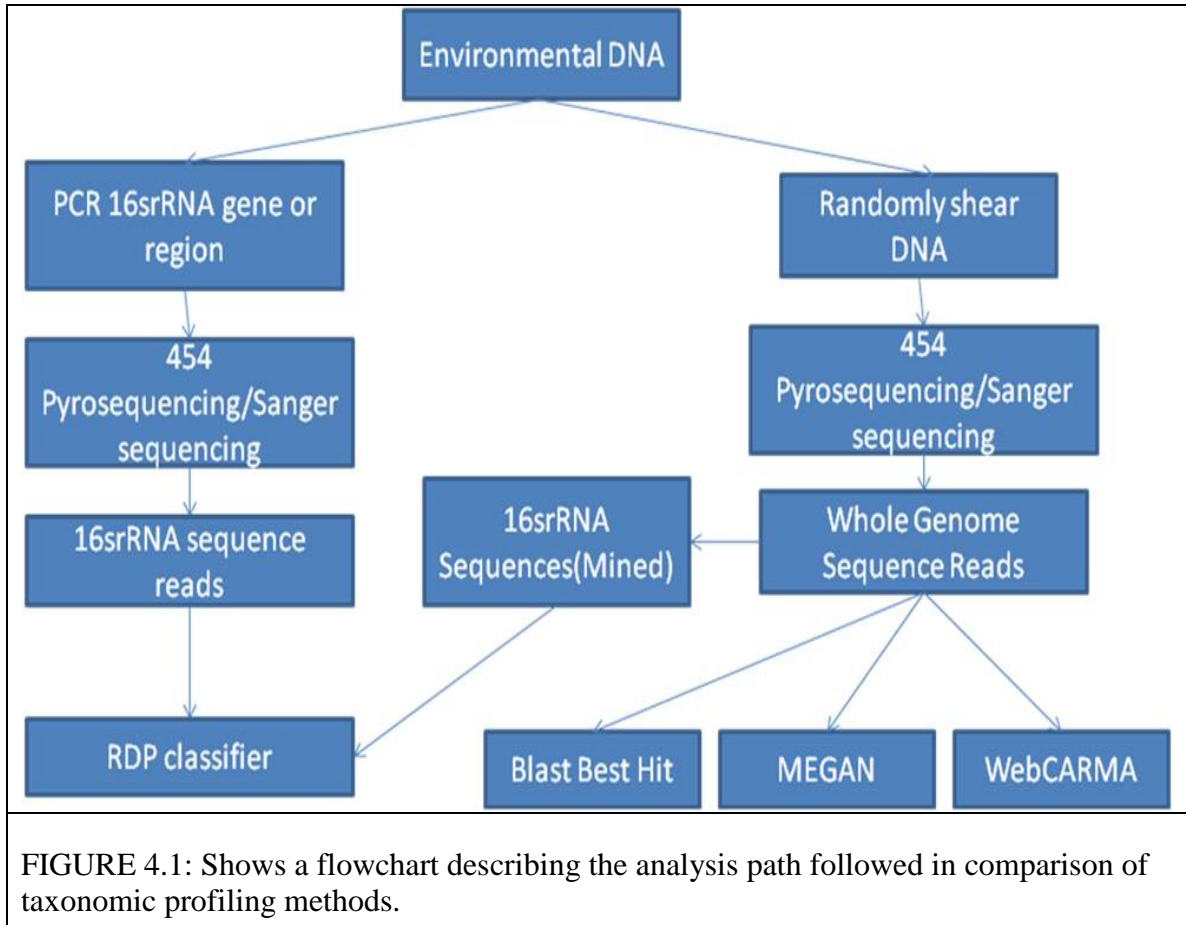 Environmental DNA
PCR 16srRNA gene or
region
Randomly shear
DNA
454
Pyrosequencing/Sanger
sequencing
454
Pyrosequencing/Sanger
sequencing
16srRNA sequence
reads
16srRNA
Sequences(Mined)
Whole Genome
Sequence Reads
RDP classifier
Blast Best Hit
MEGAN
WebCARMA
FIGURE 4.1: Shows a flowchart describing the analysis path followed in comparison of
taxonomic profiling methods.